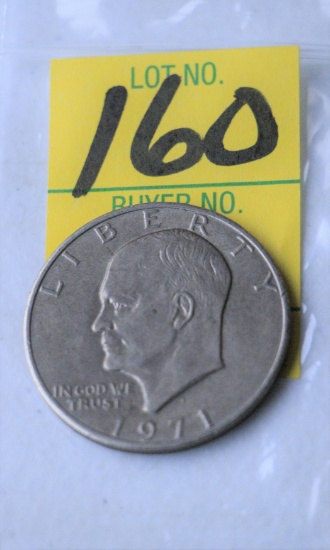 LOT NO.
160
BUYER NO.
LIBERTY
IN GOD WE
TRUST
1971